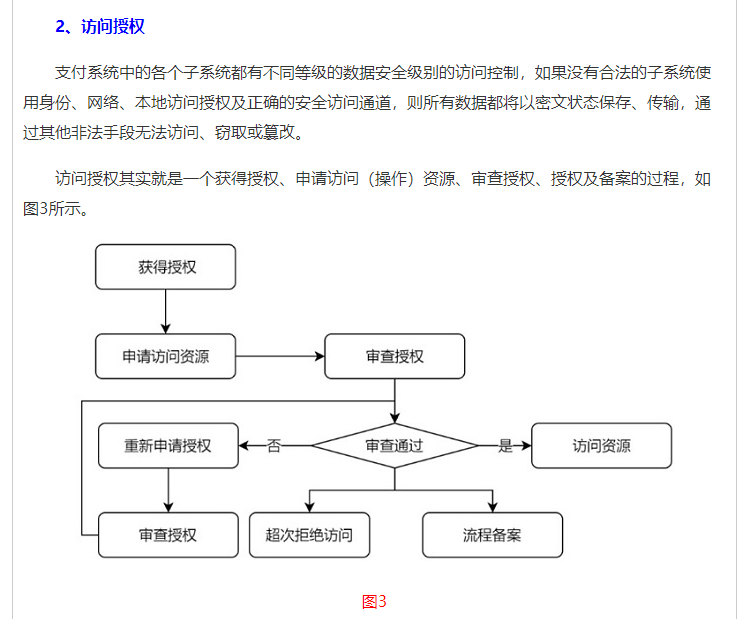 2、访问授权
支付系统中的各个子系统都有不同等级的数据安全级别的访问控制，如果没有合法的子系统使
用身份、网络、本地访问授权及正确的安全访问通道，则所有数据都将以密文状态保存、传输，通
过其他非法手段无法访问、窃取或篡改。
访问授权其实就是一个获得授权、申请访问（操作）资源、审查授权、授权及备案的过程，如
图3所示。
获得授权
申请访问资源
审查授权
重新申请授权
否
审查通过
是
访问资源
审查授权
超次拒绝访问
流程备案
图3